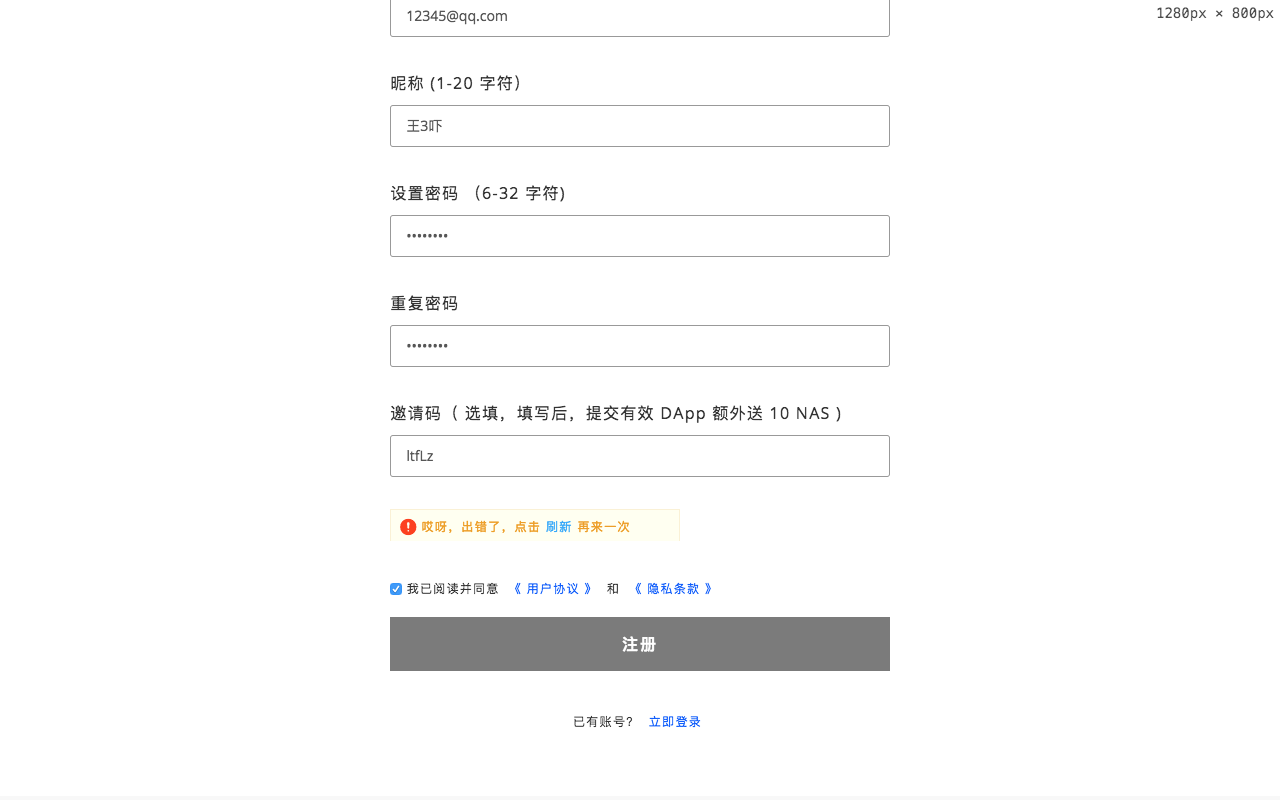 1280px × 800px
12345@qq.com
昵称 (1-20 字符）
王3吓
设置密码 （6-32 字符)
••••••••
重复密码
••••••••
邀请码（ 选填，填写后，提交有效 DApp 额外送 10 NAS )
ltfLz
哎呀，出错了，点击 刷新 再来一次
我已阅读并同意 《 用户协议 》 和 《 隐私条款 》
注册
已有账号? 立即登录